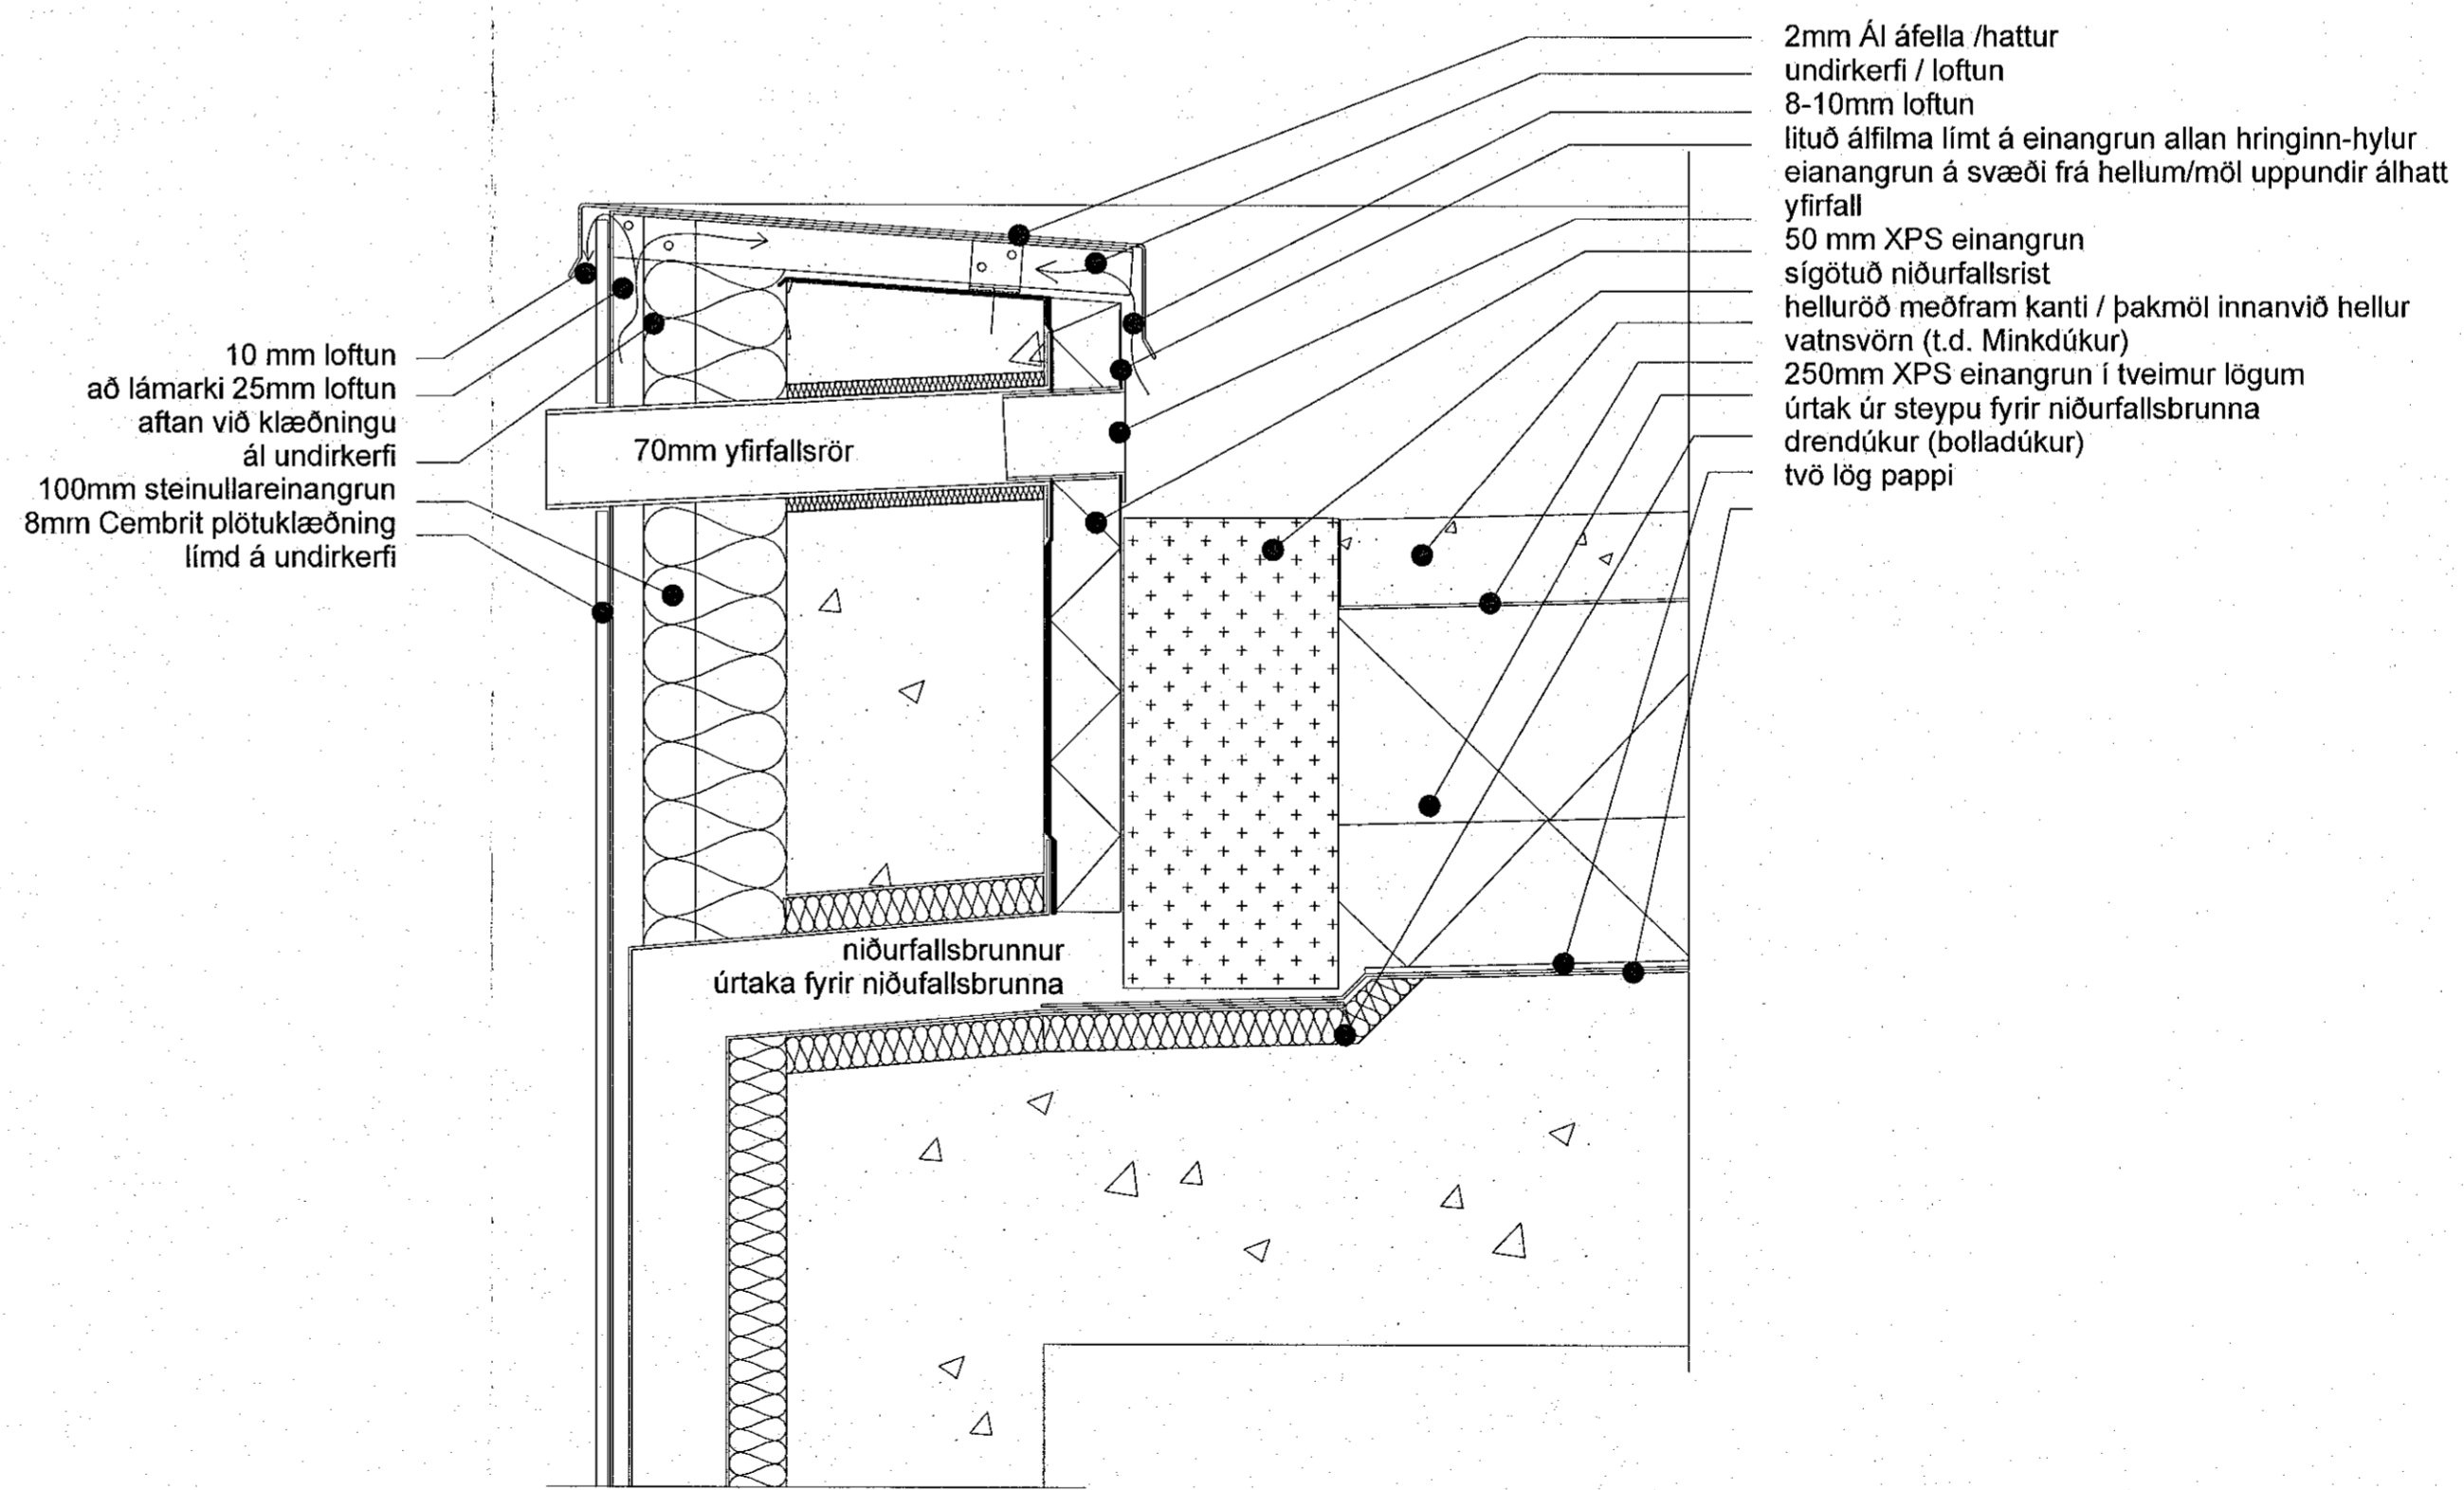 2mm Ál áfella /hattur
undirkerfi / loftun
8-10mm loftun
lituð álfilma límt á einangrun allan hringinn-hylur
eianangrun á svæði frá hellum/möl uppundir álhatt
yfirfall
50 mm XPS einangrun
sígötuð niðurfallsrist
helluröð meðfram kanti / þakmöl innanvið hellur
vatnsvörn (t.d. Minkdúkur)
250mm XPS einangrun í tveimur lögum
úrtak úr steypu fyrir niðurfallsbrunna
drendúkur (bolladúkur)
tvö lög pappi
10 mm loftun
að lámarki 25mm loftun
aftan við klæðningu
ál undirkerfi
100mm steinullareinangrun
8mm Cembrit plötuklæðning
límd á undirkerfi
70mm yfirfallsrör
niðurfallsbrunnur
úrtaka fyrir niðufallsbrunna